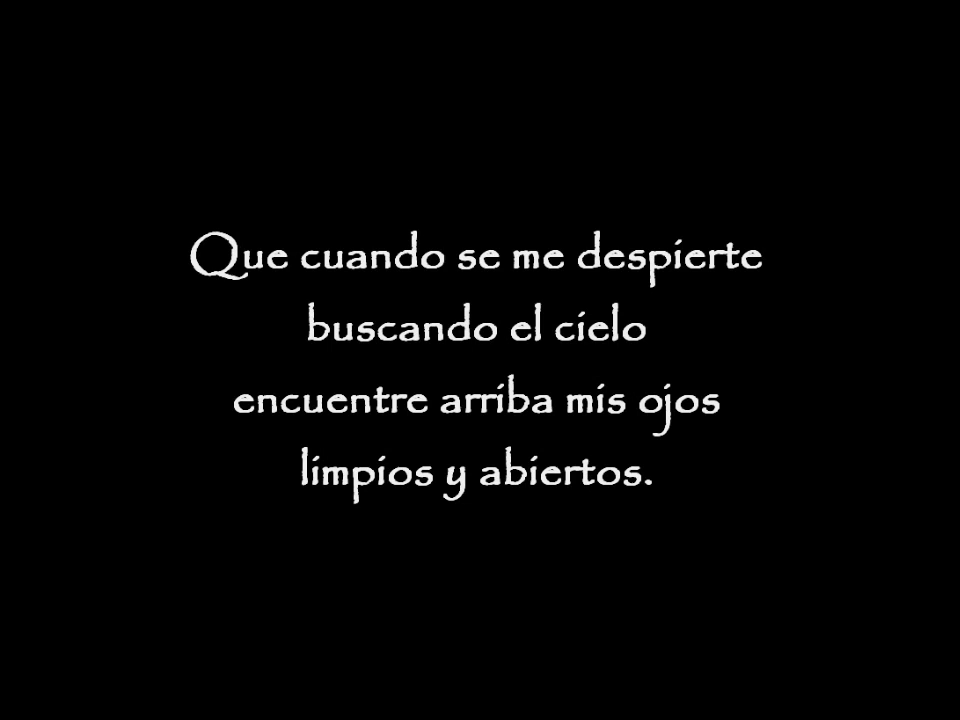 Que cuando se me despierte
buscando el cielo
encuentre arriba mis ojos
limpios y abiertos.